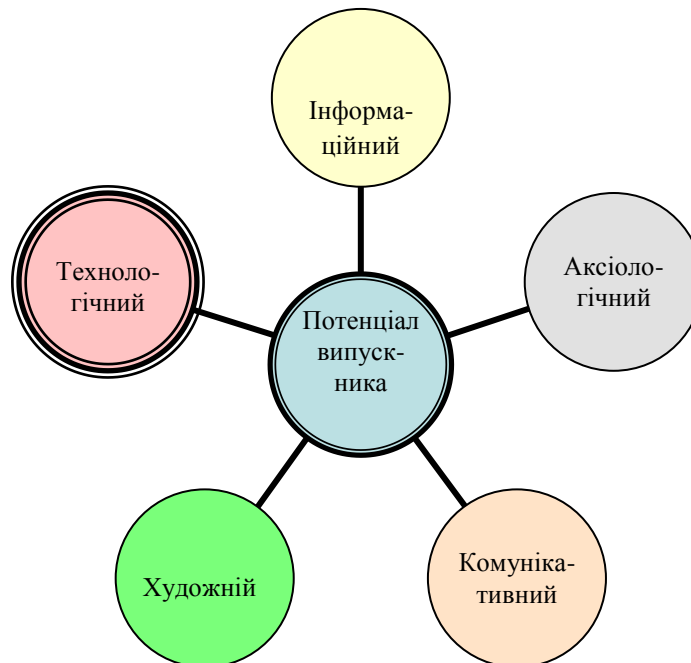 Інформа-
ційний
Техноло-
гічний
Аксіоло-
гічний
Потенціал
випуск-
ника
Художній
Комуніка-
тивний